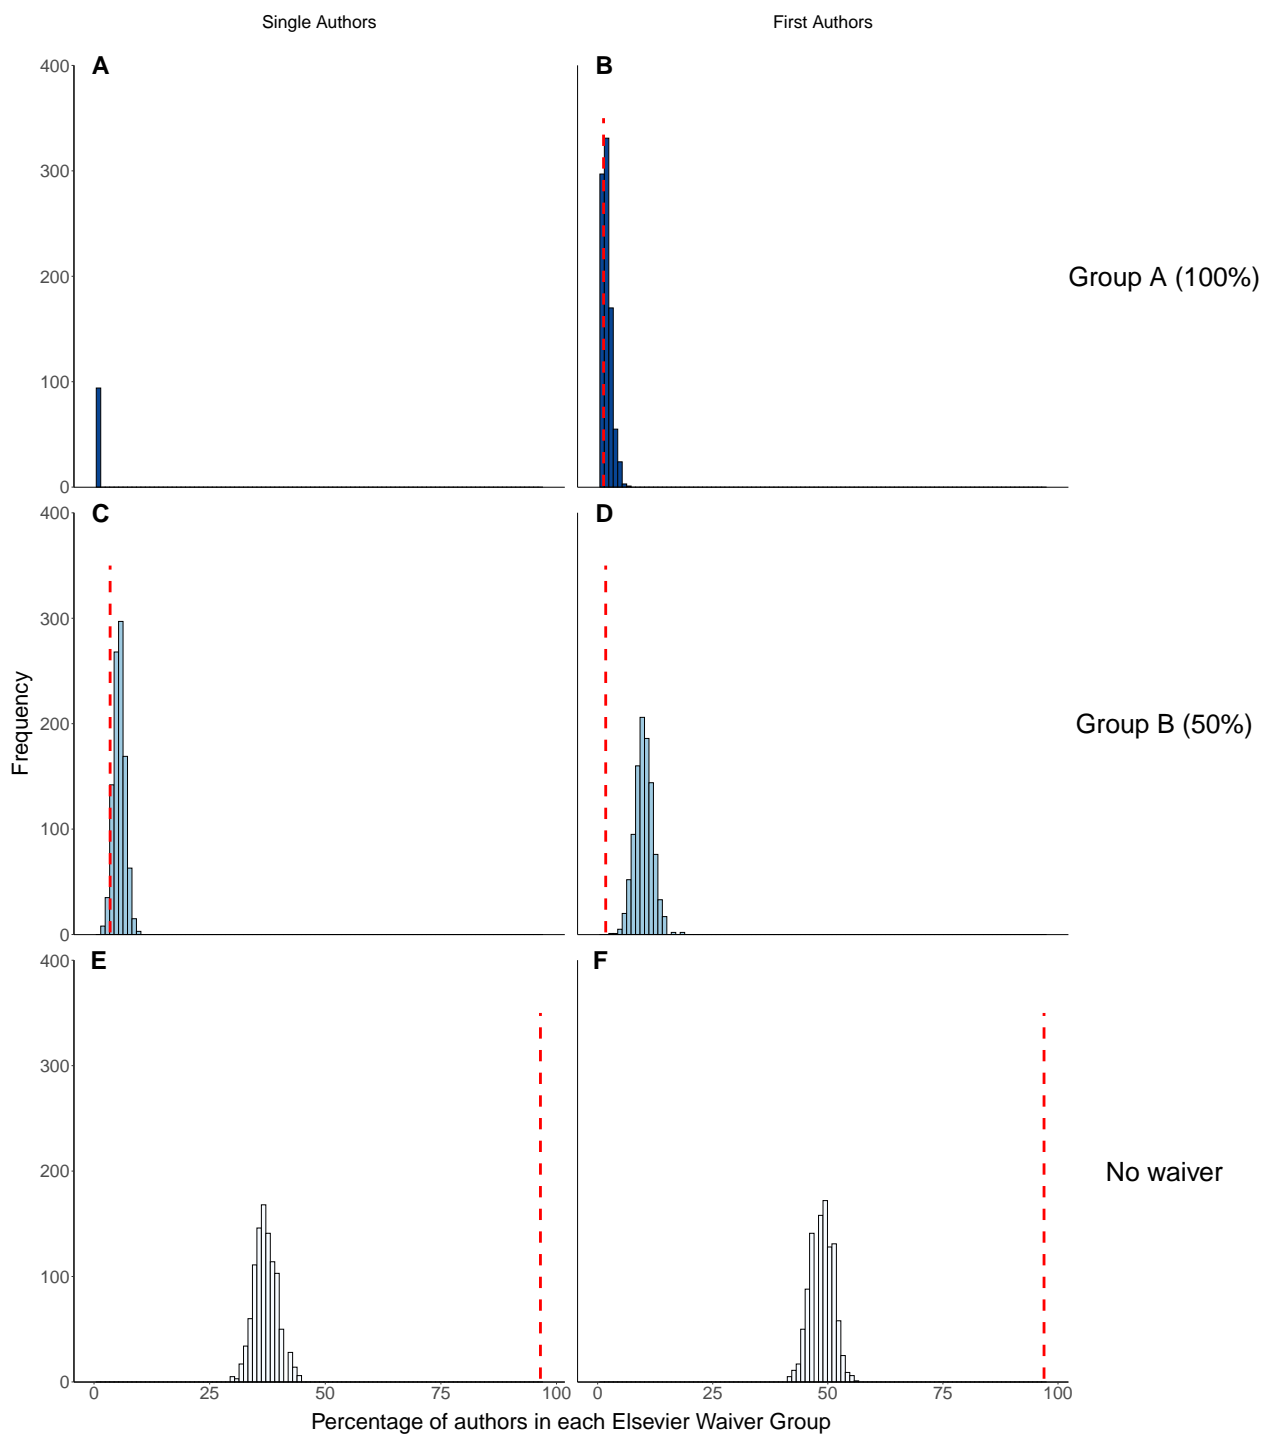 Single Authors
First Authors
A
B
400
300
200
100
0
Group A (100%)
C
D
400
300
200
100
0
Group B (50%)
Frequency
E
F
400
300
200
100
0
No waiver
0 25 50 75 100
0 25 50 75 100
Percentage of authors in each Elsevier Waiver Group